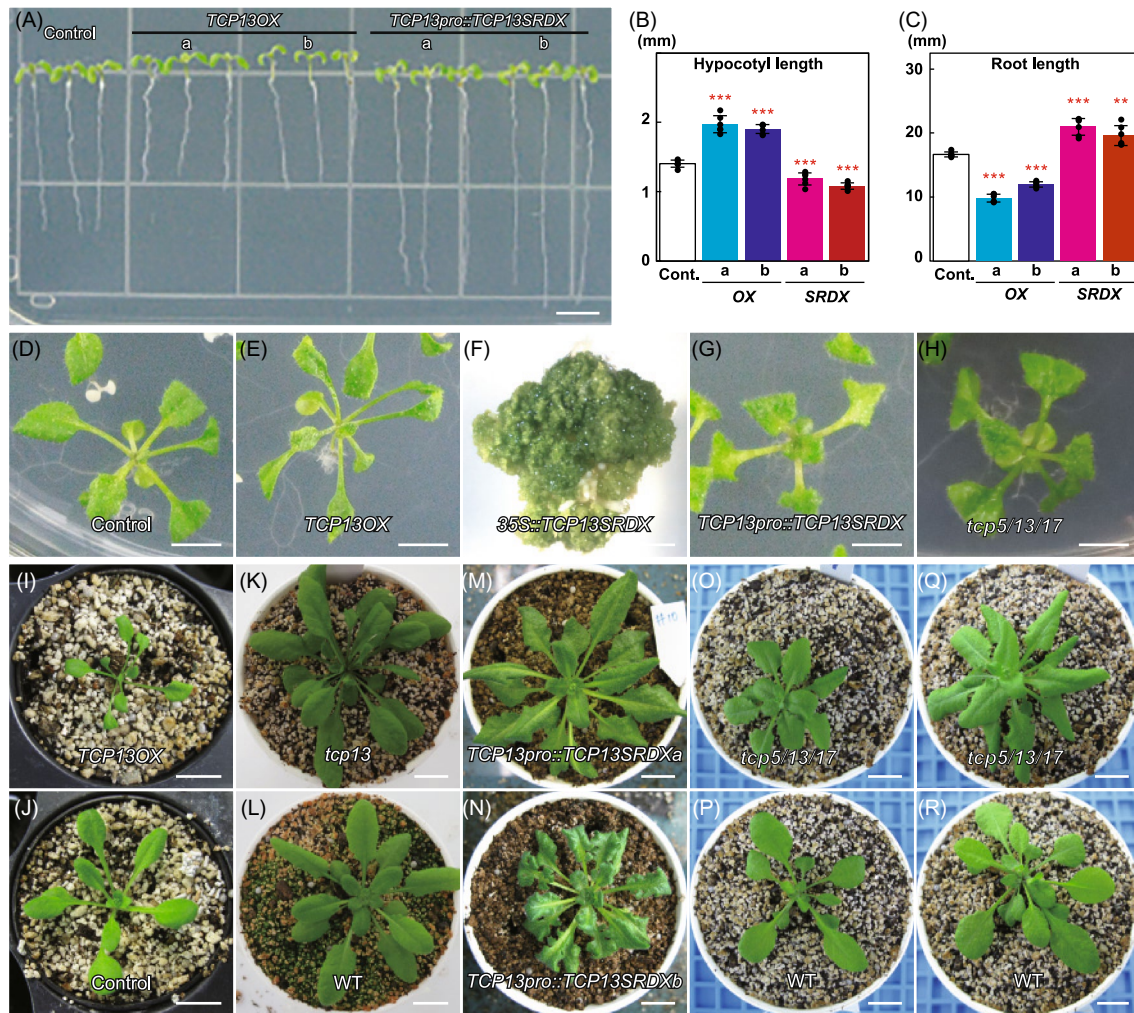 (A)
Control
TCP13OX
a
b
TCP13pro::TCP13SRDX
a
b
(B)
(mm)
Hypocotyl length
2
1
0
***
***
***
***
Cont.
a
b
a
b
OX
SRDX
(C)
(mm)
Root length
30
20
10
0
***
***
***
**
Cont.
a
b
a
b
OX
SRDX
(D)
Control
(E)
TCP13OX
(F)
35S::TCP13SRDX
(G)
TCP13pro::TCP13SRDX
(H)
tcp5/13/17
(I)
TCP13OX
(K)
tcp13
(M)
TCP13pro::TCP13SRDXa
(O)
tcp5/13/17
(Q)
tcp5/13/17
(J)
Control
(L)
WT
(N)
TCP13pro::TCP13SRDXb
(P)
WT
(R)
WT